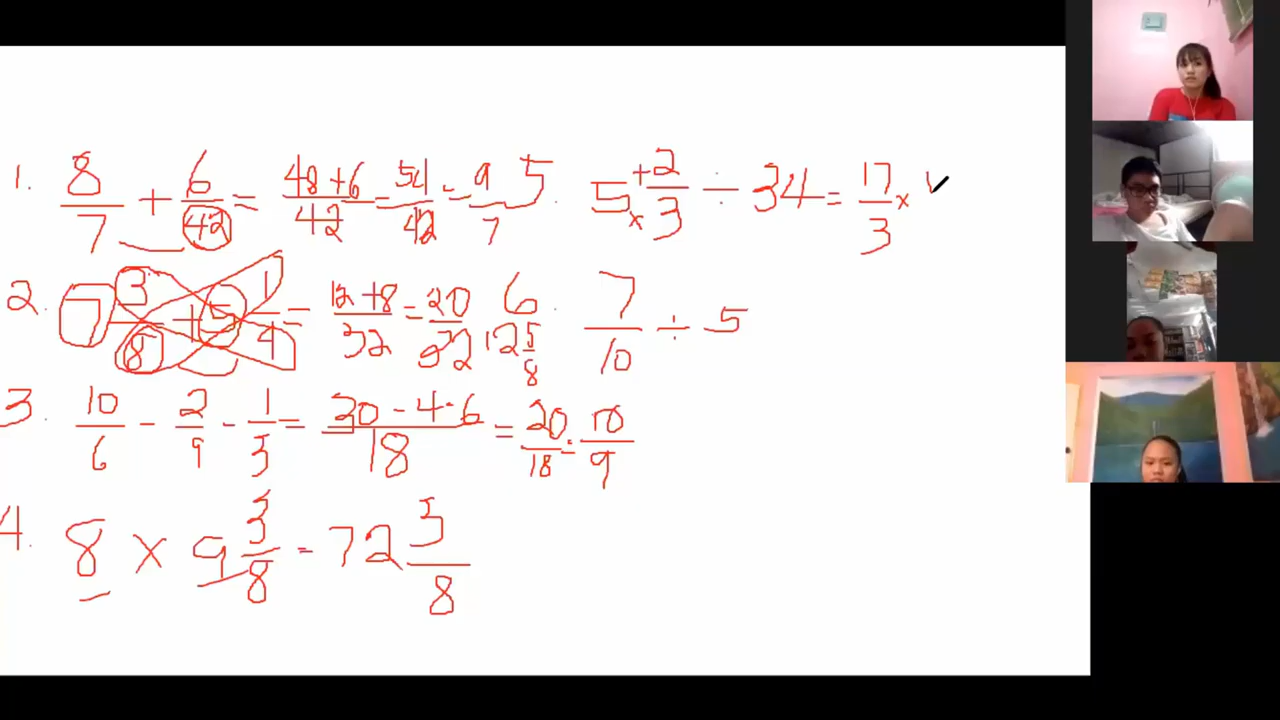 1. 8/7 + 6/42 = 48+6/42 = 54/42 = 9/7
2. 7 3/8 + 5 1/4 = 12+8/32 = 20/32 12 5/8
3. 10/6 - 2/9 - 1/3 = 30-4-6/18 = 20/18 = 10/9
4. 8 x 9 3/8 = 72 3/8
5. 5 2/3 ÷ 34 = 17/3 x
6. 7/10 ÷ 5